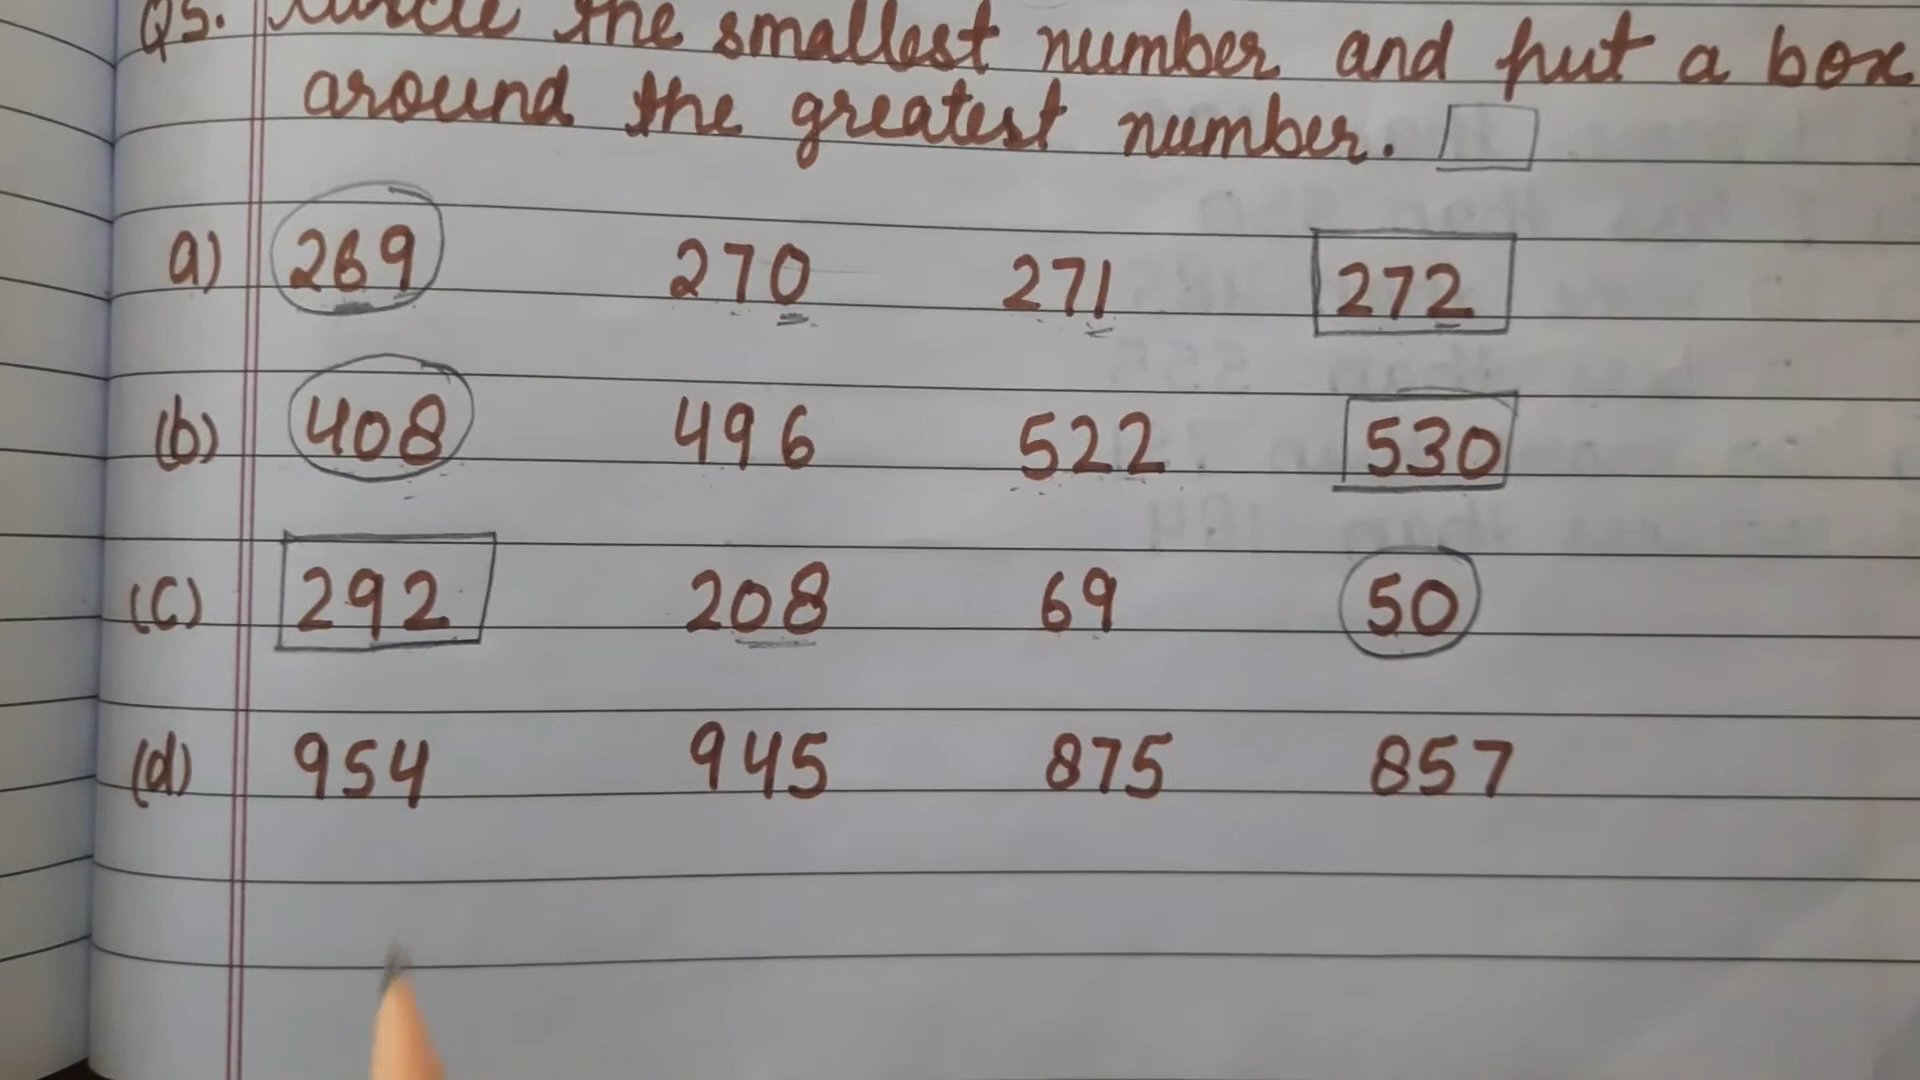 Q5. Circle the smallest number and put a box
around the greatest number.
a) 269 270 271 272
(b) 408 496 522 530
(c) 292 208 69 50
(d) 954 945 875 857